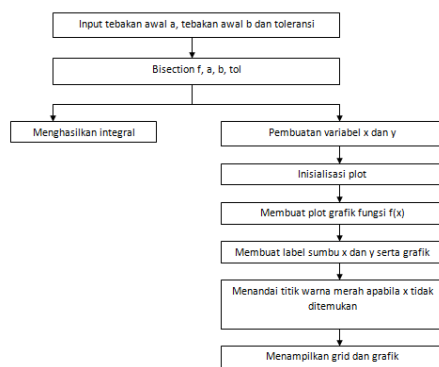 Input tebakan awal a, tebakan awal b dan toleransi
Bisection f, a, b, tol
Menghasilkan integral
Pembuatan variabel x dan y
Inisialisasi plot
Membuat plot grafik fungsi f(x)
Membuat label sumbu x dan y serta grafik
Menandai titik warna merah apabila x tidak
ditemukan
Menampilkan grid dan grafik